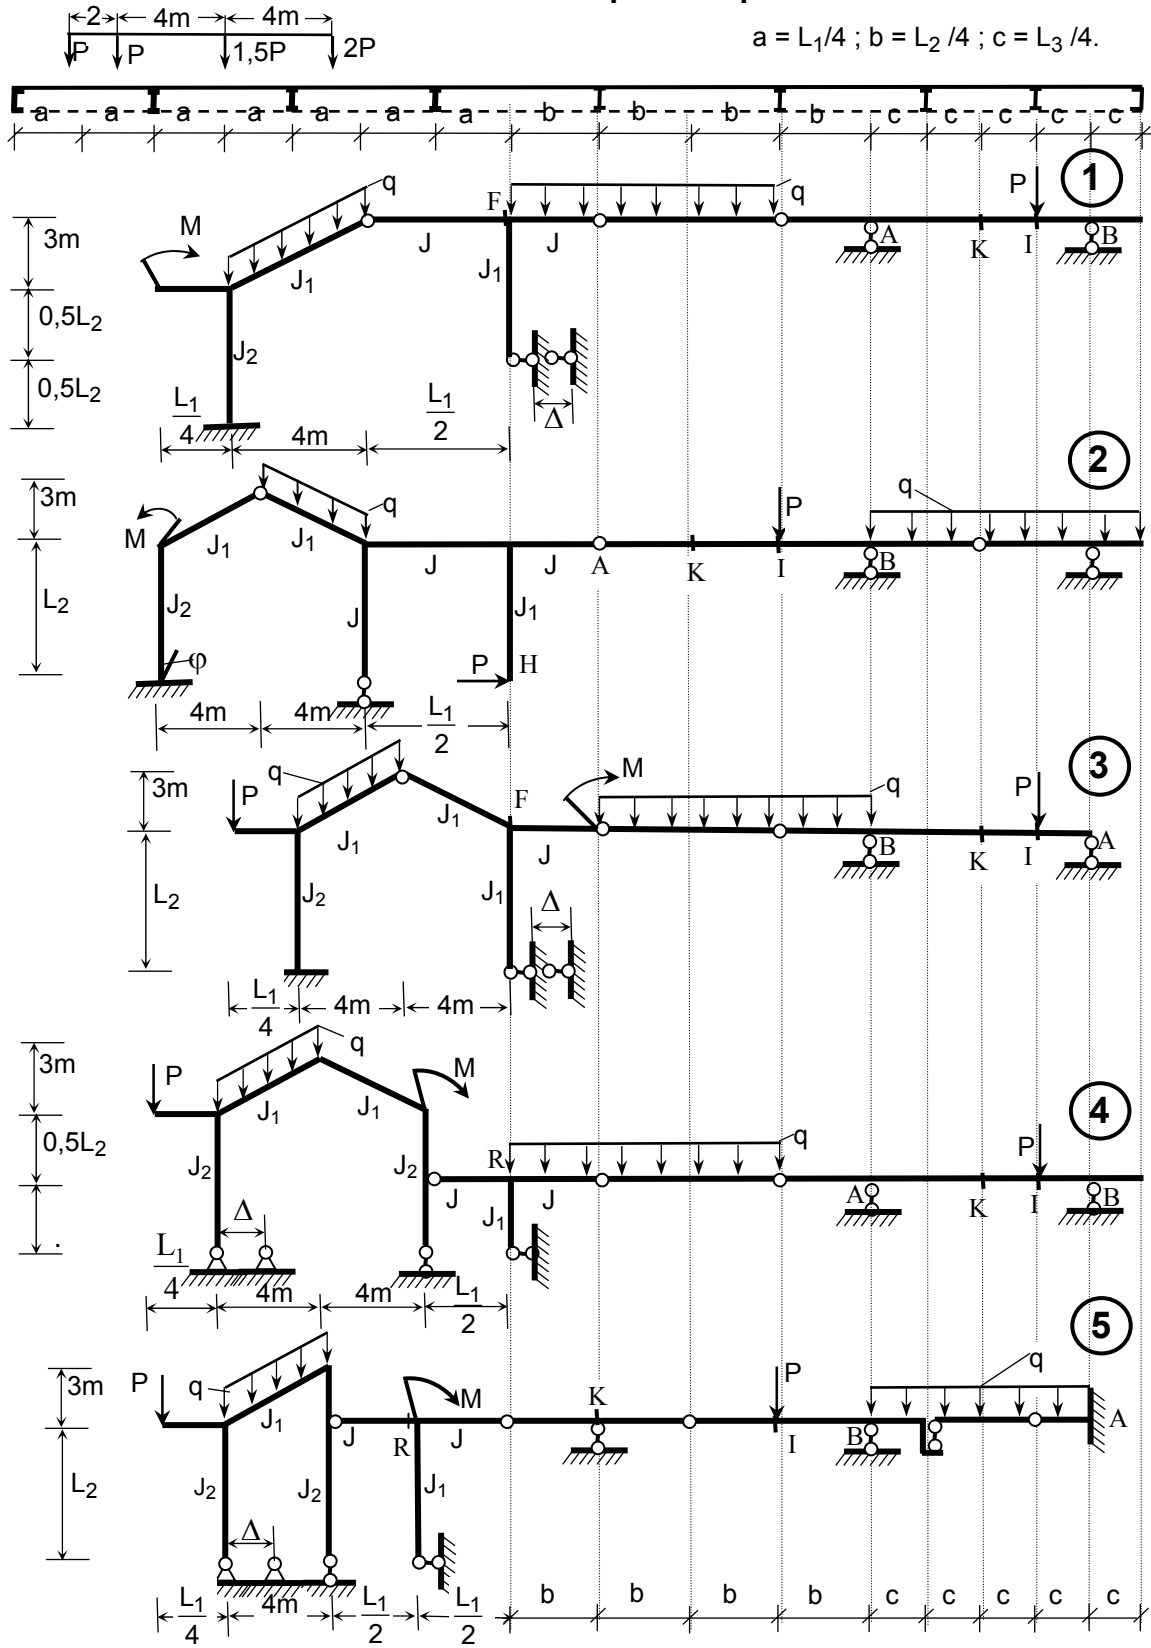 2 4m 4m
P P 1,5P 2P
a = L1/4 ; b = L2 /4 ; c = L3 /4.
a a a a a a a b b b b c c c c c
1
M q F q P
3m J J J1 A K I B
0,5L2 J1
J2
0,5L2
L1/4 4m L1/2 Δ
2
3m q q P
M J1 J1 J J A K I B
L2 J2 J J1
φ P H
4m 4m L1/2
3
3m P q F M q P
J1 J1 J B K I A
L2 J2 J1 Δ
L1/4 4m 4m
4
3m P q M
J1 J1
0,5L2 J2 J2 R J J q A K P I B
J1
. Δ
L1/4 4m 4m L1/2
5
3m P q M K P q
J1 J R J I B A
L2 J2 J2 J1
Δ
L1/4 4m L1/2 L1/2 b b b b c c c c c